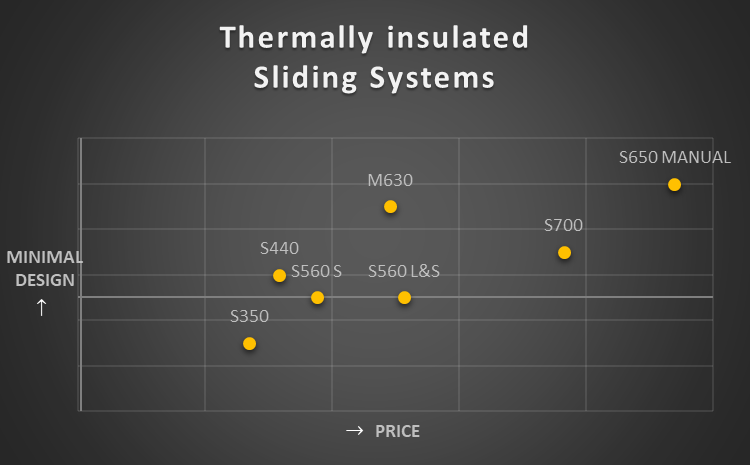 Thermally insulated
Sliding Systems
S650 MANUAL
M630
S700
S440
S560 S
S560 L&S
S350
MINIMAL
DESIGN
↑
→ PRICE